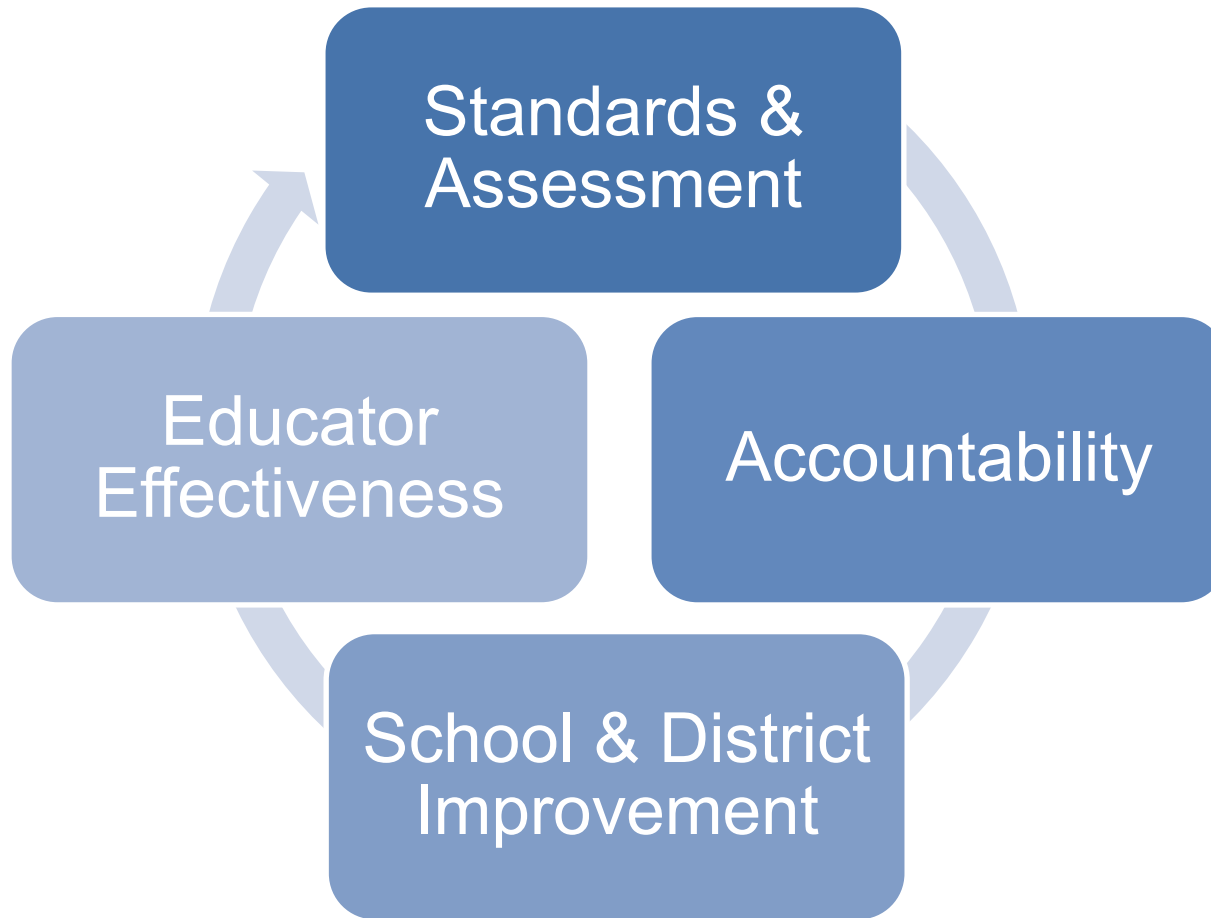 Standards &
Assessment
Educator
Effectiveness
Accountability
School & District
Improvement